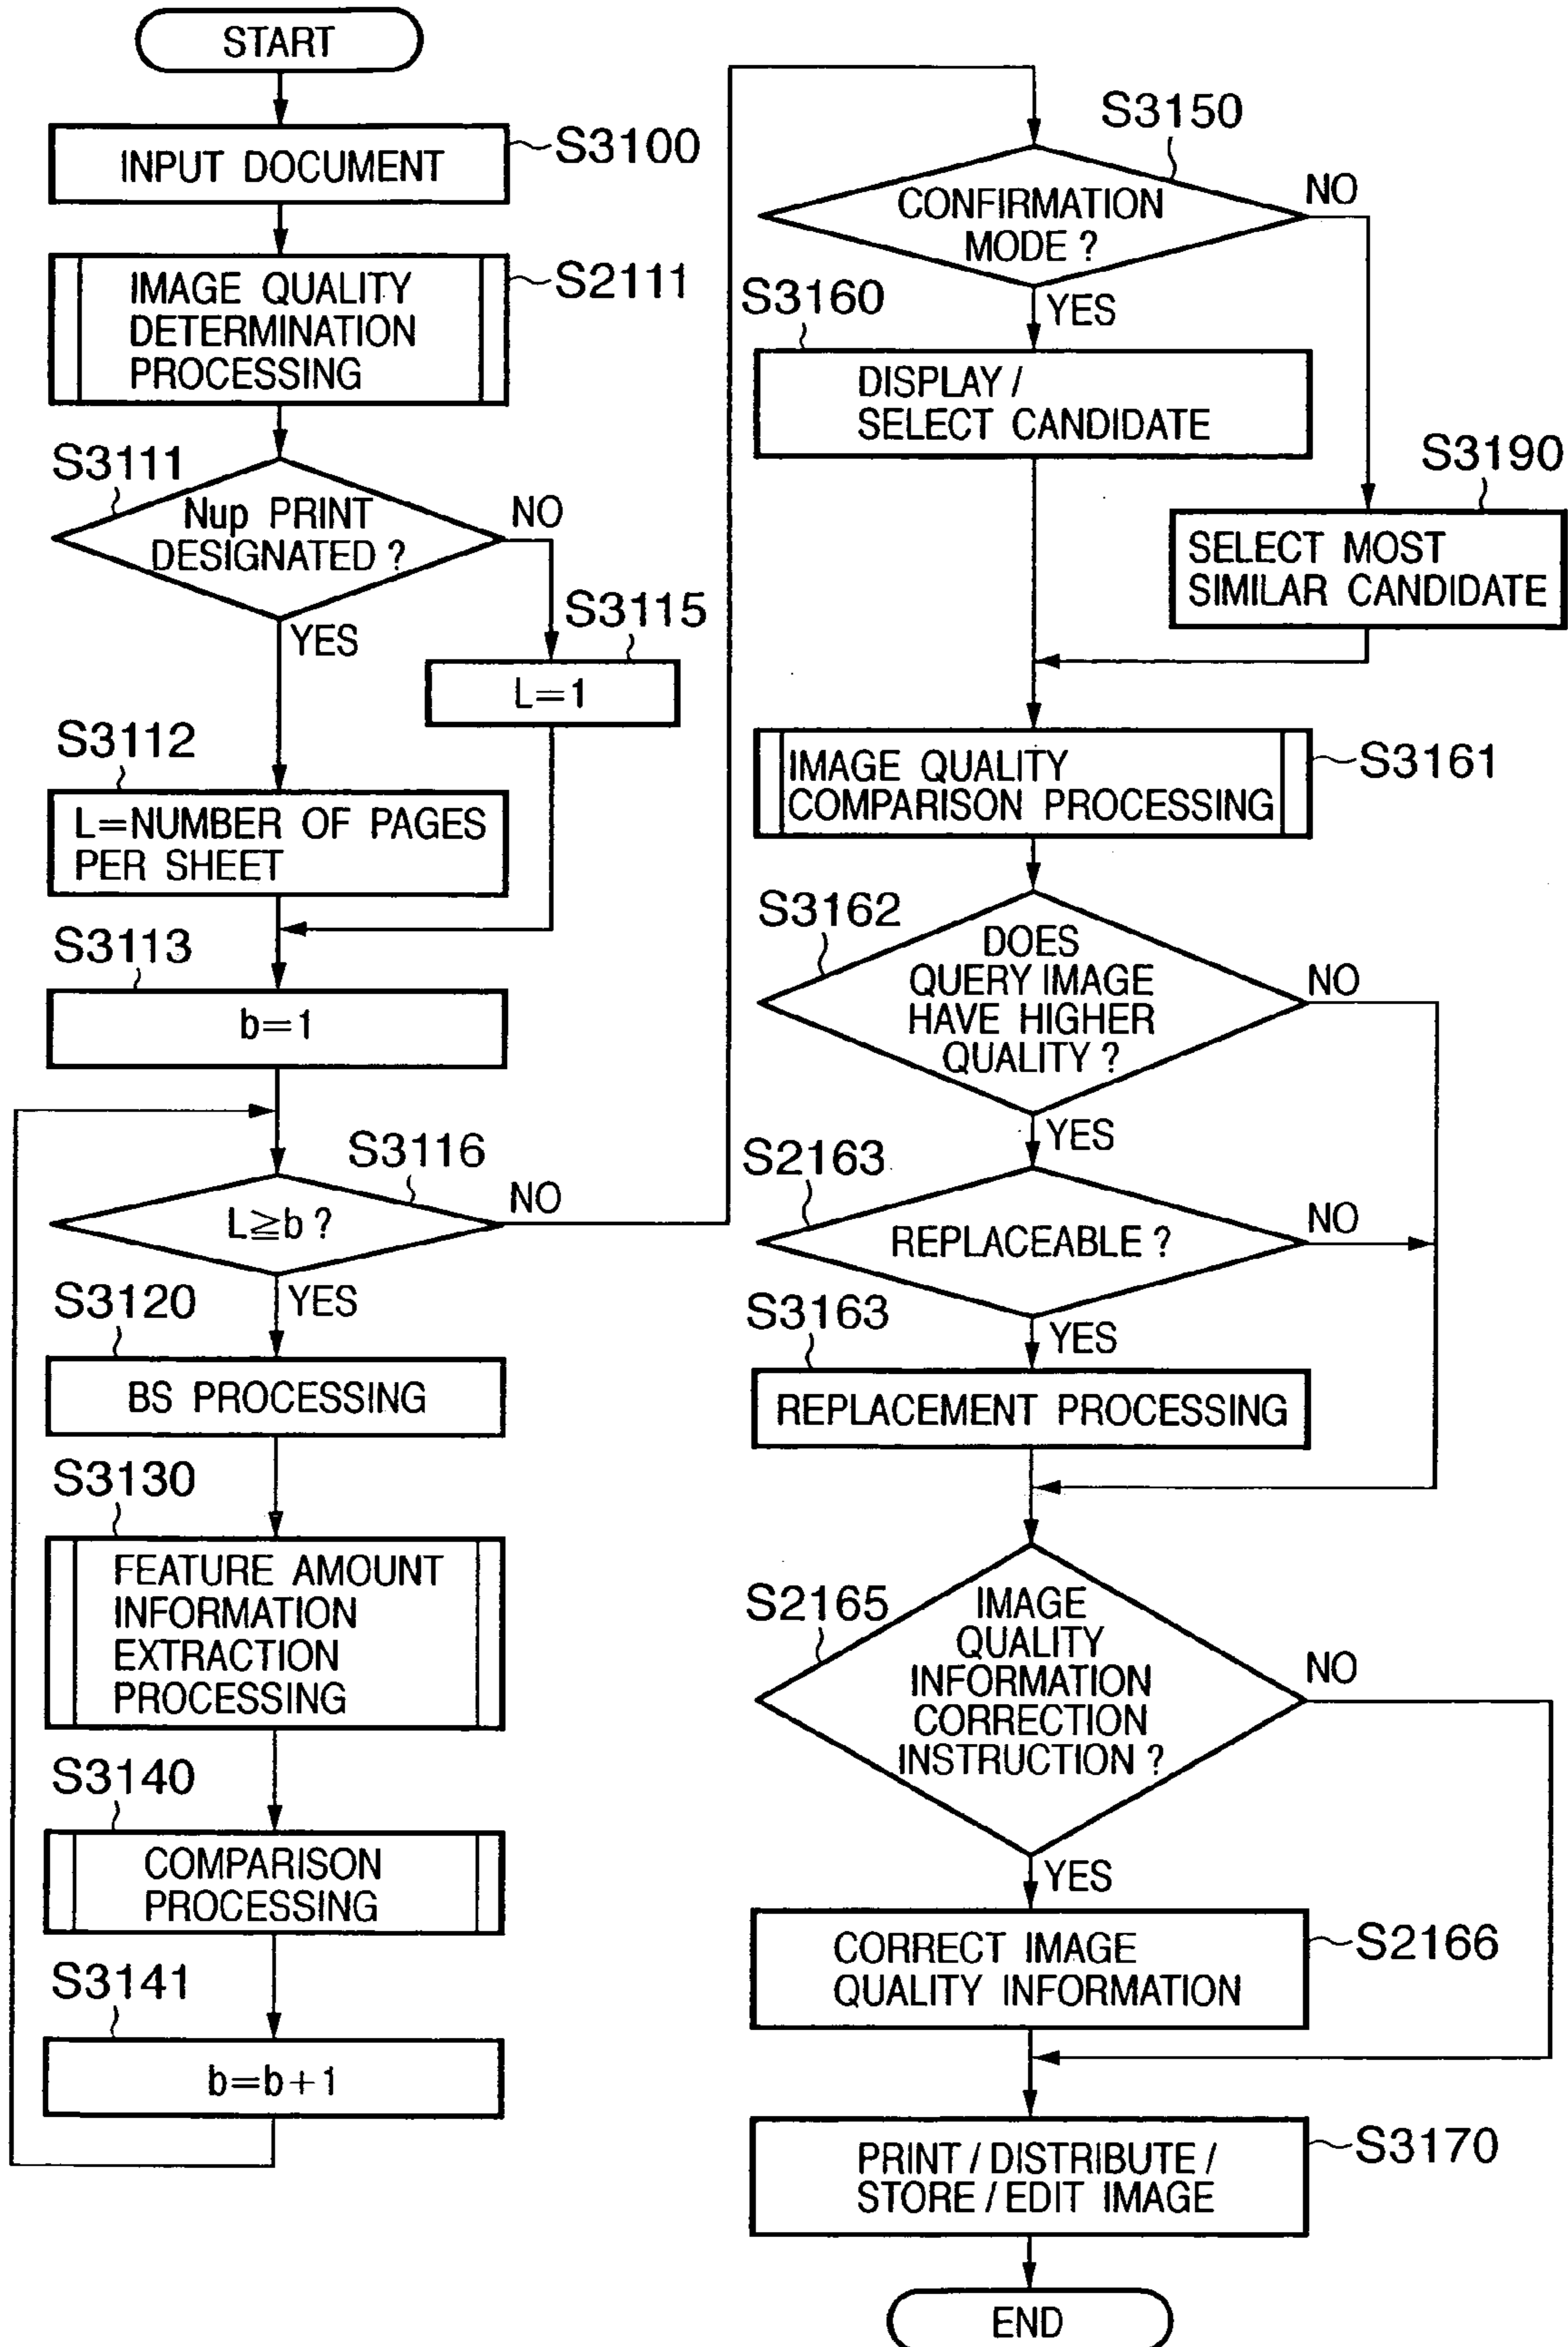 START
INPUT DOCUMENT
S3100
IMAGE QUALITY
DETERMINATION
PROCESSING
S2111
S3111
Nup PRINT
DESIGNATED ?
NO
YES
S3115
L=1
S3112
L=NUMBER OF PAGES
PER SHEET
S3113
b=1
S3116
L≧b ?
NO
YES
S3120
BS PROCESSING
S3130
FEATURE AMOUNT
INFORMATION
EXTRACTION
PROCESSING
S3140
COMPARISON
PROCESSING
S3141
b=b+1
S3150
CONFIRMATION
MODE ?
NO
YES
S3160
DISPLAY /
SELECT CANDIDATE
S3190
SELECT MOST
SIMILAR CANDIDATE
IMAGE QUALITY
COMPARISON PROCESSING
S3161
S3162
DOES
QUERY IMAGE
HAVE HIGHER
QUALITY ?
NO
YES
S2163
REPLACEABLE ?
NO
YES
S3163
REPLACEMENT PROCESSING
S2165
IMAGE
QUALITY
INFORMATION
CORRECTION
INSTRUCTION ?
NO
YES
CORRECT IMAGE
QUALITY INFORMATION
S2166
PRINT / DISTRIBUTE /
STORE / EDIT IMAGE
S3170
END